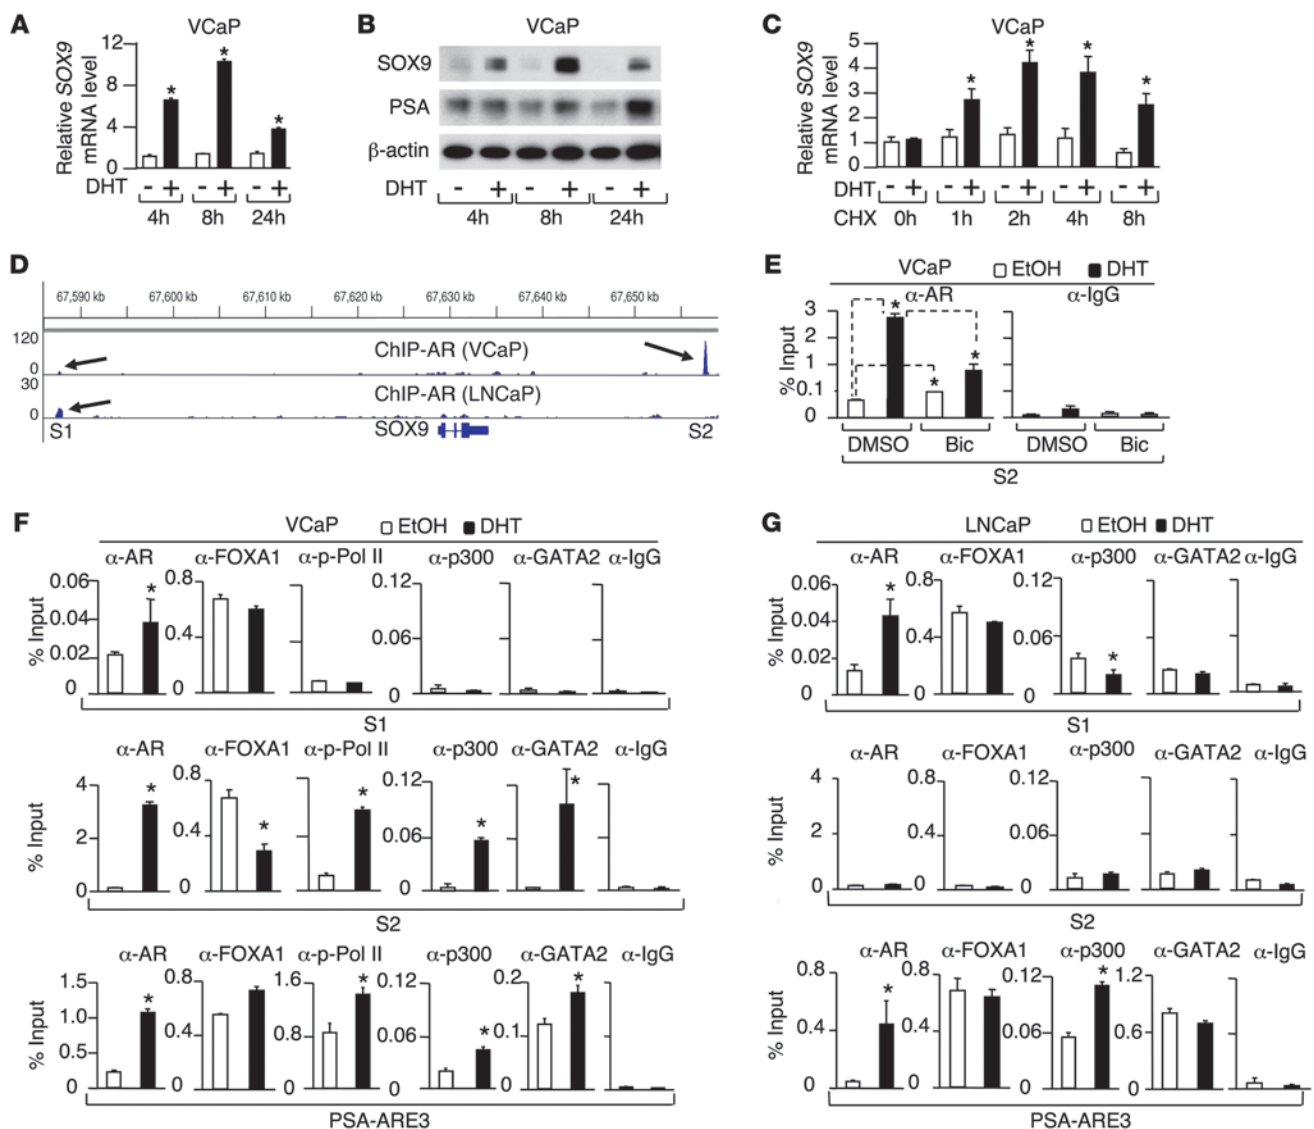 A
VCaP
Relative SOX9
mRNA level
12
8
4
0
*
*
*
DHT - + - + - +
4h 8h 24h
B
VCaP
SOX9
PSA
β-actin
DHT - + - + - +
4h 8h 24h
C
VCaP
Relative SOX9
mRNA level
5
4
3
2
1
0
* * * *
DHT - + - + - + - + - +
CHX 0h 1h 2h 4h 8h
D
67,590 kb 67,600 kb 67,610 kb 67,620 kb 67,630 kb 67,640 kb 67,650 kb
120
0
ChIP-AR (VCaP)
30
0
ChIP-AR (LNCaP)
S1 SOX9 S2
E
VCaP EtOH DHT
α-AR α-IgG
% Input
3
2
1
0.1
0
* * *
DMSO Bic DMSO Bic
S2
F
VCaP EtOH DHT
α-AR α-FOXA1 α-p-Pol II α-p300 α-GATA2 α-IgG
% Input
0.06 0.8 0.12
0.04 0.4 0.06
0.02
0 0 0
*
S1
α-AR α-FOXA1 α-p-Pol II α-p300 α-GATA2 α-IgG
% Input
4 0.8 0.12
2 0.4 0.06
0 0 0
* * * * *
S2
α-AR α-FOXA1 α-p-Pol II α-p300 α-GATA2 α-IgG
% Input
1.5 0.8 1.6 0.12 0.2
1.0 0.4 0.8 0.06 0.1
0.5
0 0 0 0 0
* * * *
PSA-ARE3
G
LNCaP EtOH DHT
α-AR α-FOXA1 α-p300 α-GATA2 α-IgG
% Input
0.06 0.8 0.12
0.04 0.4 0.06
0.02
0 0 0
* *
S1
α-AR α-FOXA1 α-p300 α-GATA2 α-IgG
% Input
4 0.8 0.12
2 0.4 0.06
0 0 0
S2
α-AR α-FOXA1 α-p300 α-GATA2 α-IgG
% Input
0.8 0.8 0.12 1.2
0.4 0.4 0.06 0.6
0 0 0 0
* *
PSA-ARE3